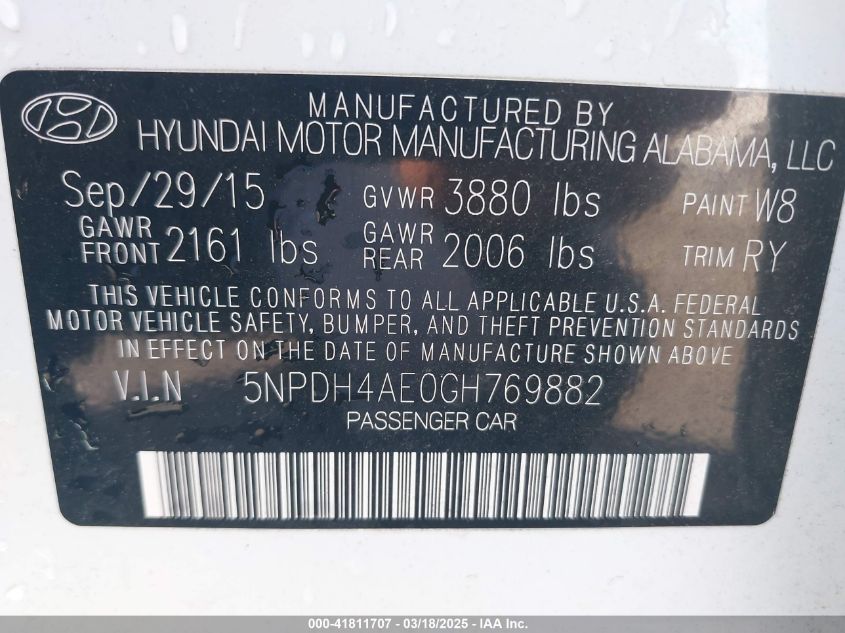 MANUFACTURED BY
HYUNDAI MOTOR MANUFACTURING ALABAMA, LLC
Sep/29/15 GVWR 3880 lbs PAINT W8
GAWR FRONT 2161 lbs GAWR REAR 2006 lbs TRIM RY
THIS VEHICLE CONFORMS TO ALL APPLICABLE U.S.A. FEDERAL
MOTOR VEHICLE SAFETY, BUMPER, AND THEFT PREVENTION STANDARDS
IN EFFECT ON THE DATE OF MANUFACTURE SHOWN ABOVE
V.I.N 5NPDH4AE0GH769882
PASSENGER CAR
000-41811707 - 03/18/2025 - IAA Inc.